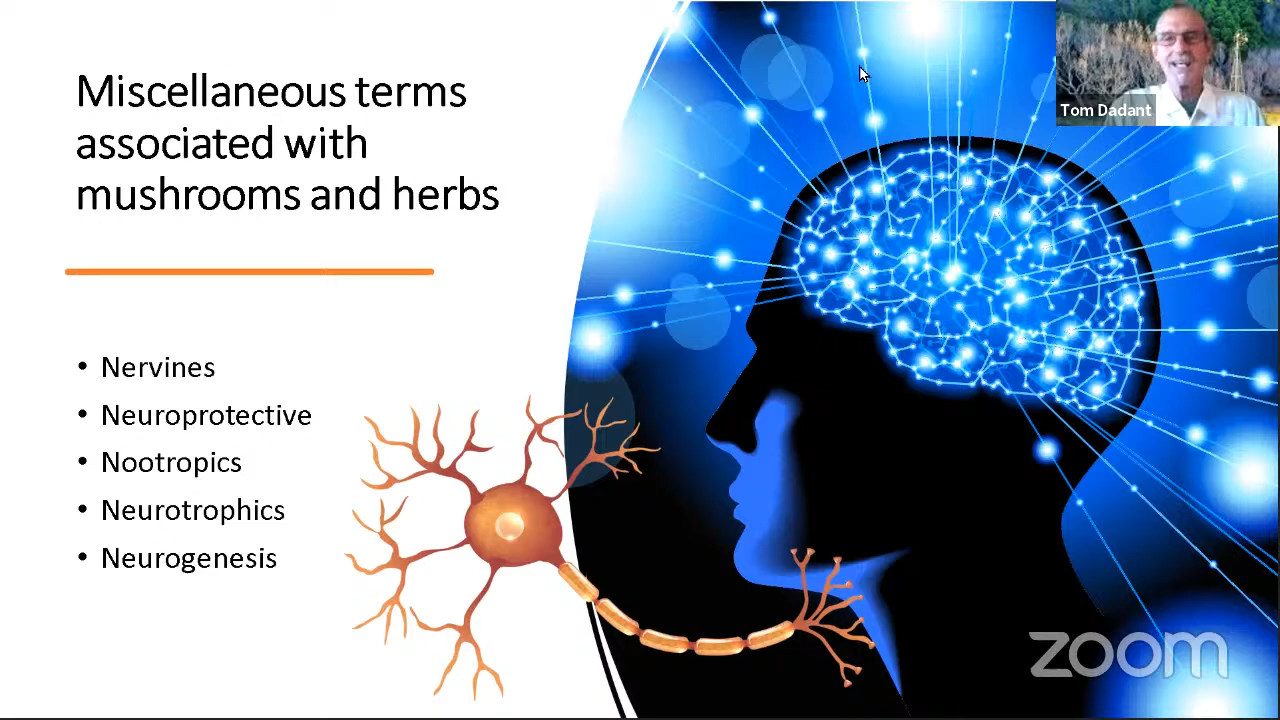 Miscellaneous terms
associated with
mushrooms and herbs
• Nervines
• Neuroprotective
• Nootropics
• Neurotrophics
• Neurogenesis
Tom Dadant
zoom